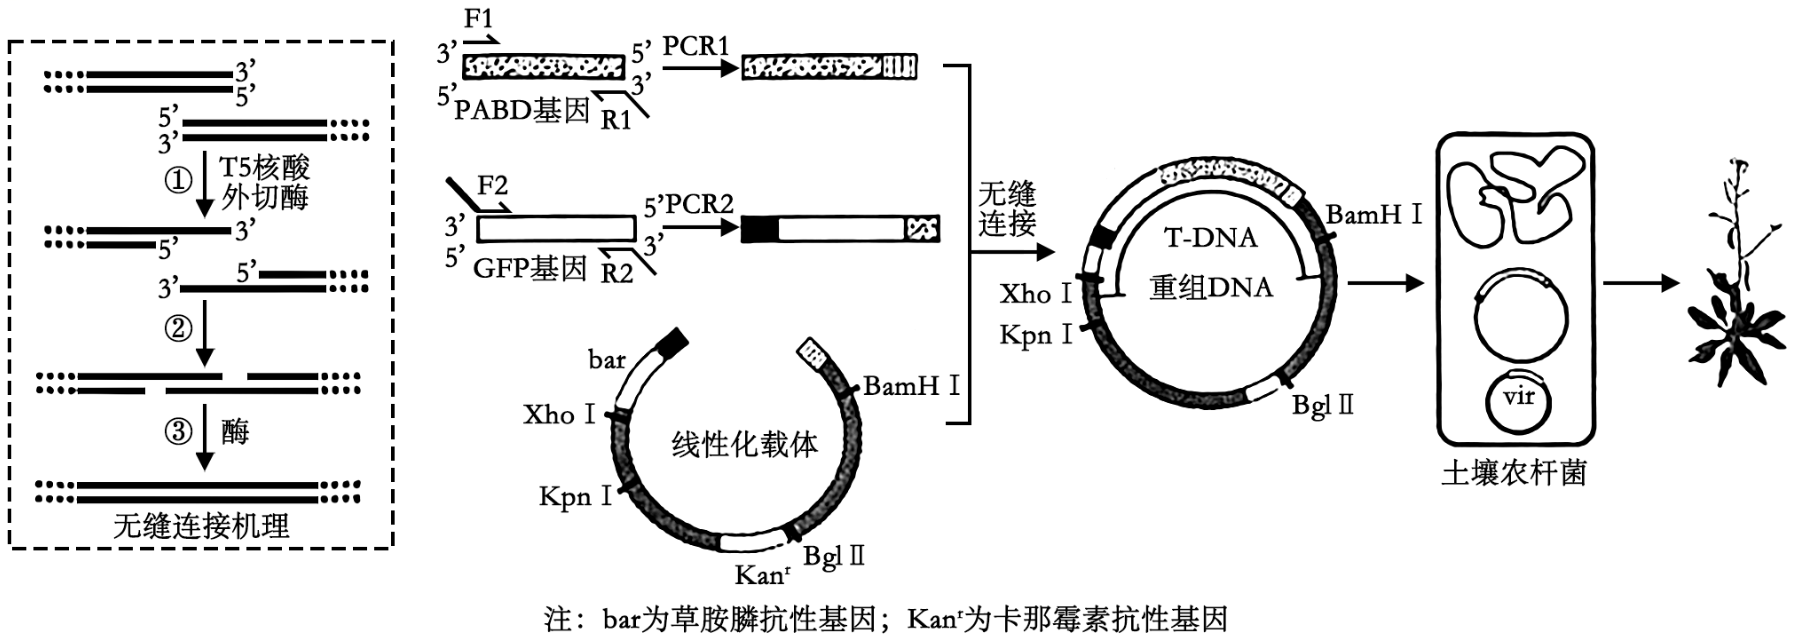 3’
5’
5’
3’
①
T5核酸
外切酶
3’
5’
5’
3’
②
③
酶
无缝连接机理
F1
3’
5’
5’
3’
PABD基因
R1
PCR1
F2
3’
5’
5’
3’
GFP基因
R2
PCR2
bar
Xho Ⅰ
Kpn Ⅰ
线性化载体
BamH Ⅰ
Bgl Ⅱ
Kanʳ
无缝
连接
T-DNA
重组DNA
BamH Ⅰ
Xho Ⅰ
Kpn Ⅰ
Bgl Ⅱ
vir
土壤农杆菌
注：bar为草胺膦抗性基因；Kanʳ为卡那霉素抗性基因